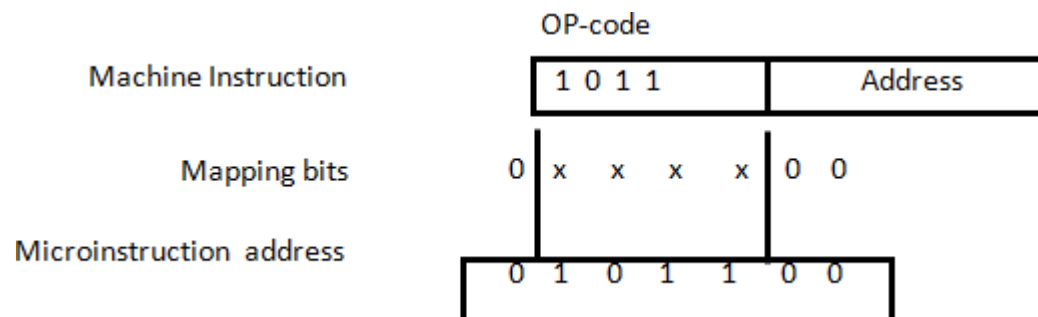 OP-code
Machine Instruction 1 0 1 1 Address
Mapping bits 0 x x x x 0 0
Microinstruction address 0 1 0 1 1 0 0